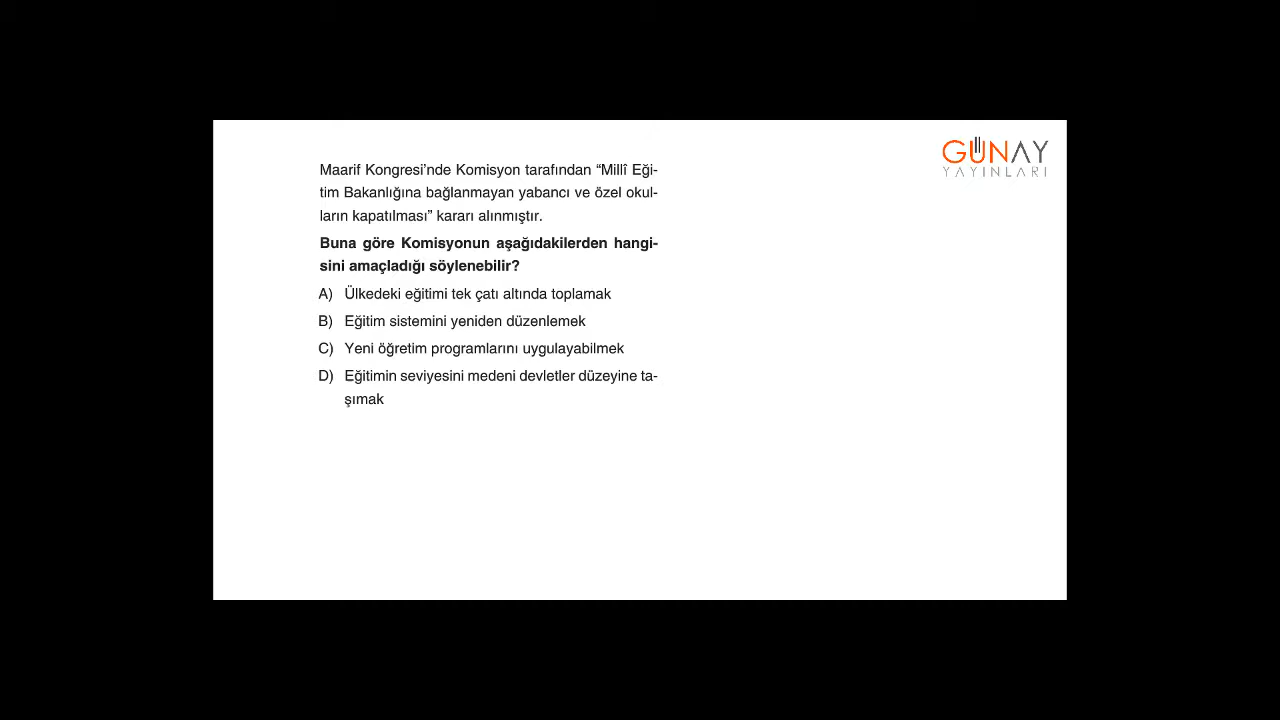 GÜNAY
YAYINLARI
Maarif Kongresi’nde Komisyon tarafından “Millî Eği-
tim Bakanlığına bağlanmayan yabancı ve özel okul-
ların kapatılması” kararı alınmıştır.
Buna göre Komisyonun aşağıdakilerden hangi-
sini amaçladığı söylenebilir?
A) Ülkedeki eğitimi tek çatı altında toplamak
B) Eğitim sistemini yeniden düzenlemek
C) Yeni öğretim programlarını uygulayabilmek
D) Eğitimin seviyesini medeni devletler düzeyine ta-
şımak